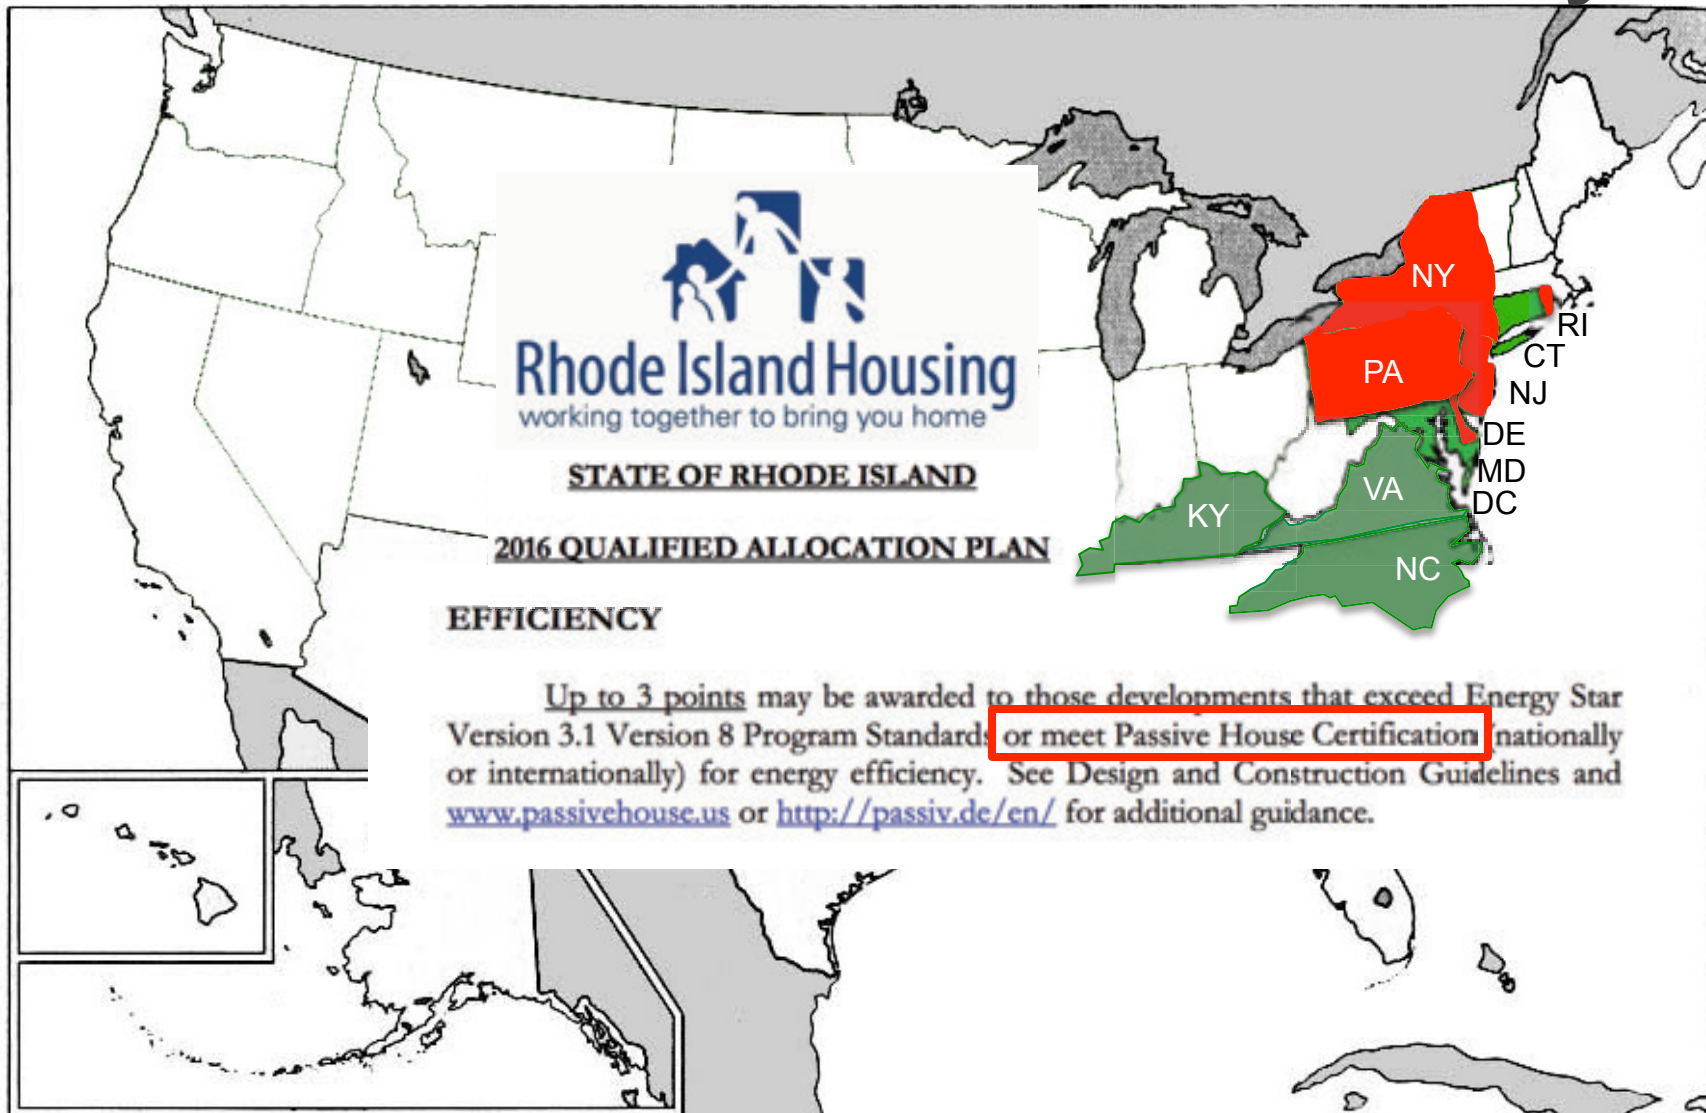 Rhode Island Housing
working together to bring you home
STATE OF RHODE ISLAND
2016 QUALIFIED ALLOCATION PLAN
EFFICIENCY
Up to 3 points may be awarded to those developments that exceed Energy Star
Version 3.1 Version 8 Program Standards or meet Passive House Certification (nationally
or internationally) for energy efficiency. See Design and Construction Guidelines and
www.passivehouse.us or http://passiv.de/en/ for additional guidance.
NY
RI
CT
PA
NJ
DE
MD
VA
DC
KY
NC